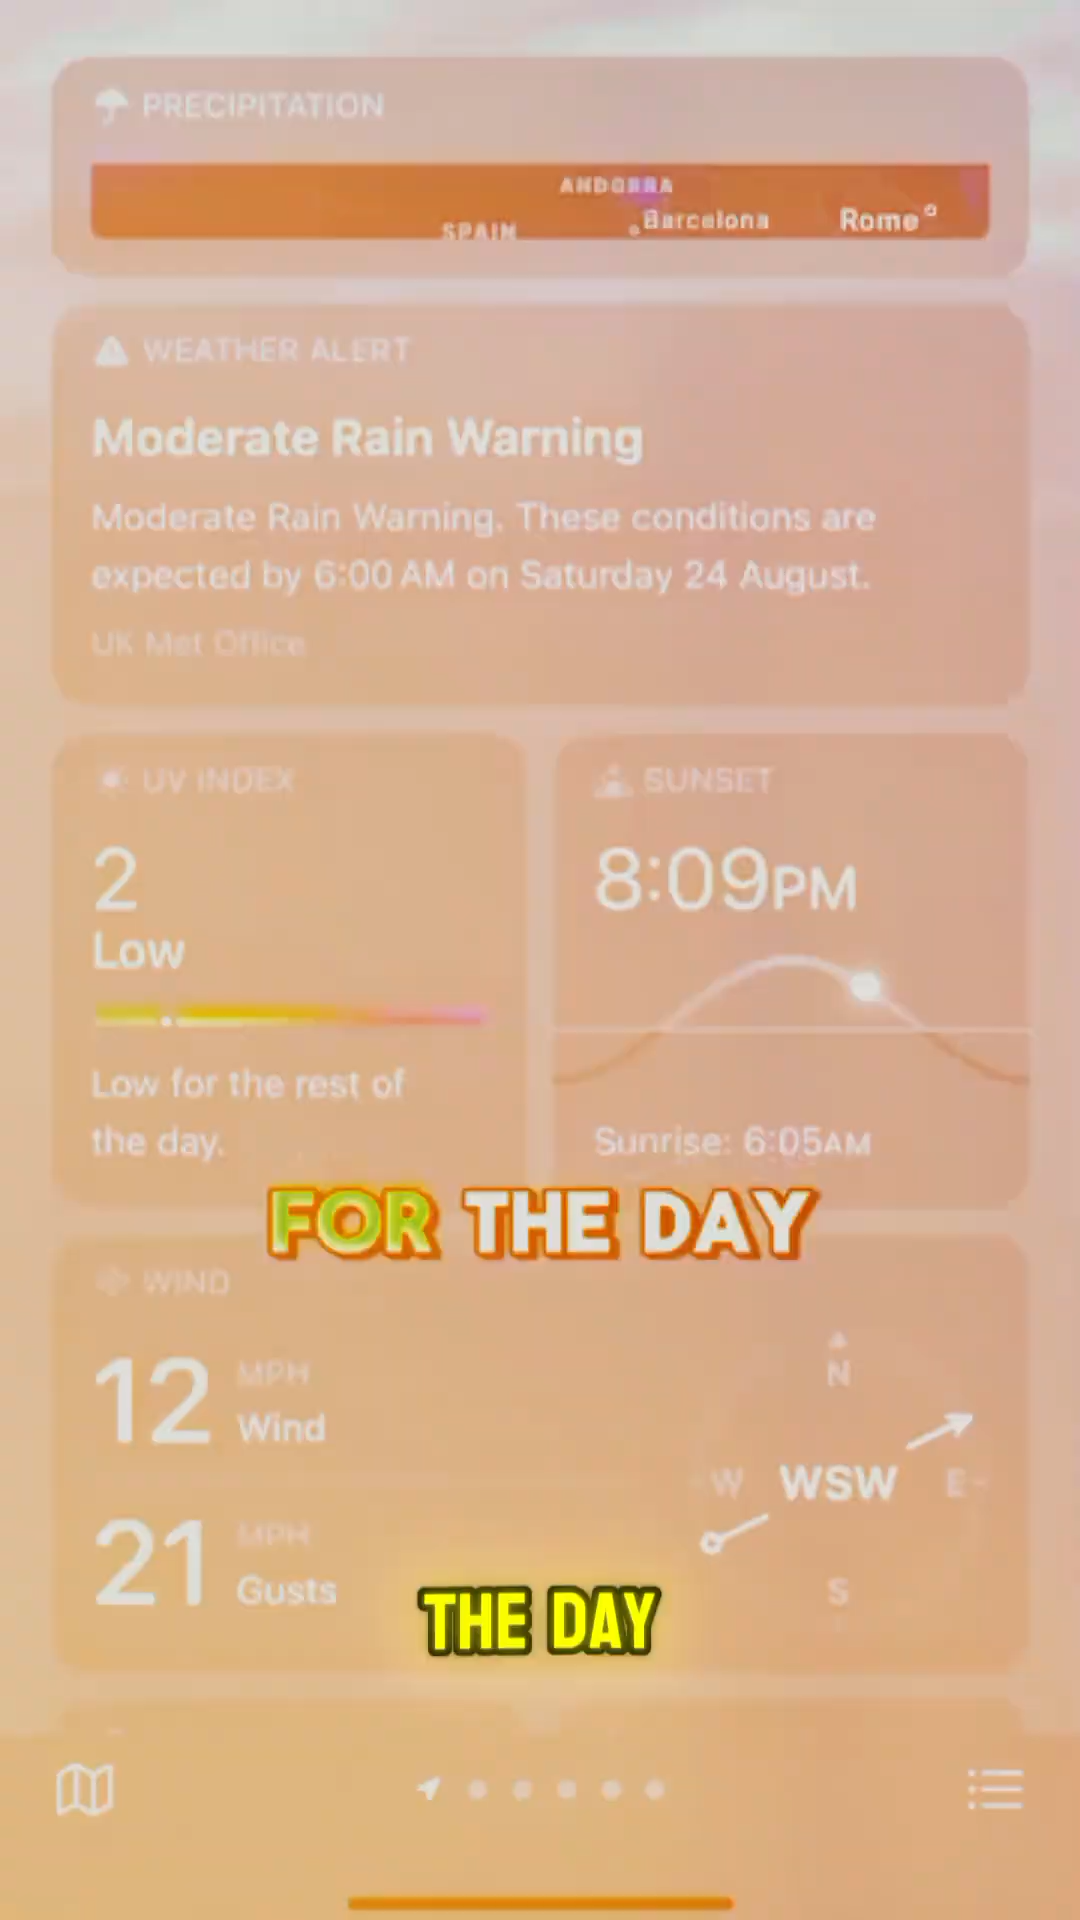 PRECIPITATION
ANDORRA
SPAIN
Barcelona
Rome
WEATHER ALERT
Moderate Rain Warning
Moderate Rain Warning. These conditions are
expected by 6:00 AM on Saturday 24 August.
UK Met Office
UV INDEX
2
Low
Low for the rest of
the day.
SUNSET
8:09PM
Sunrise: 6:05AM
FOR THE DAY
WIND
12 MPH
Wind
21 MPH
Gusts
N
W WSW E
S
THE DAY